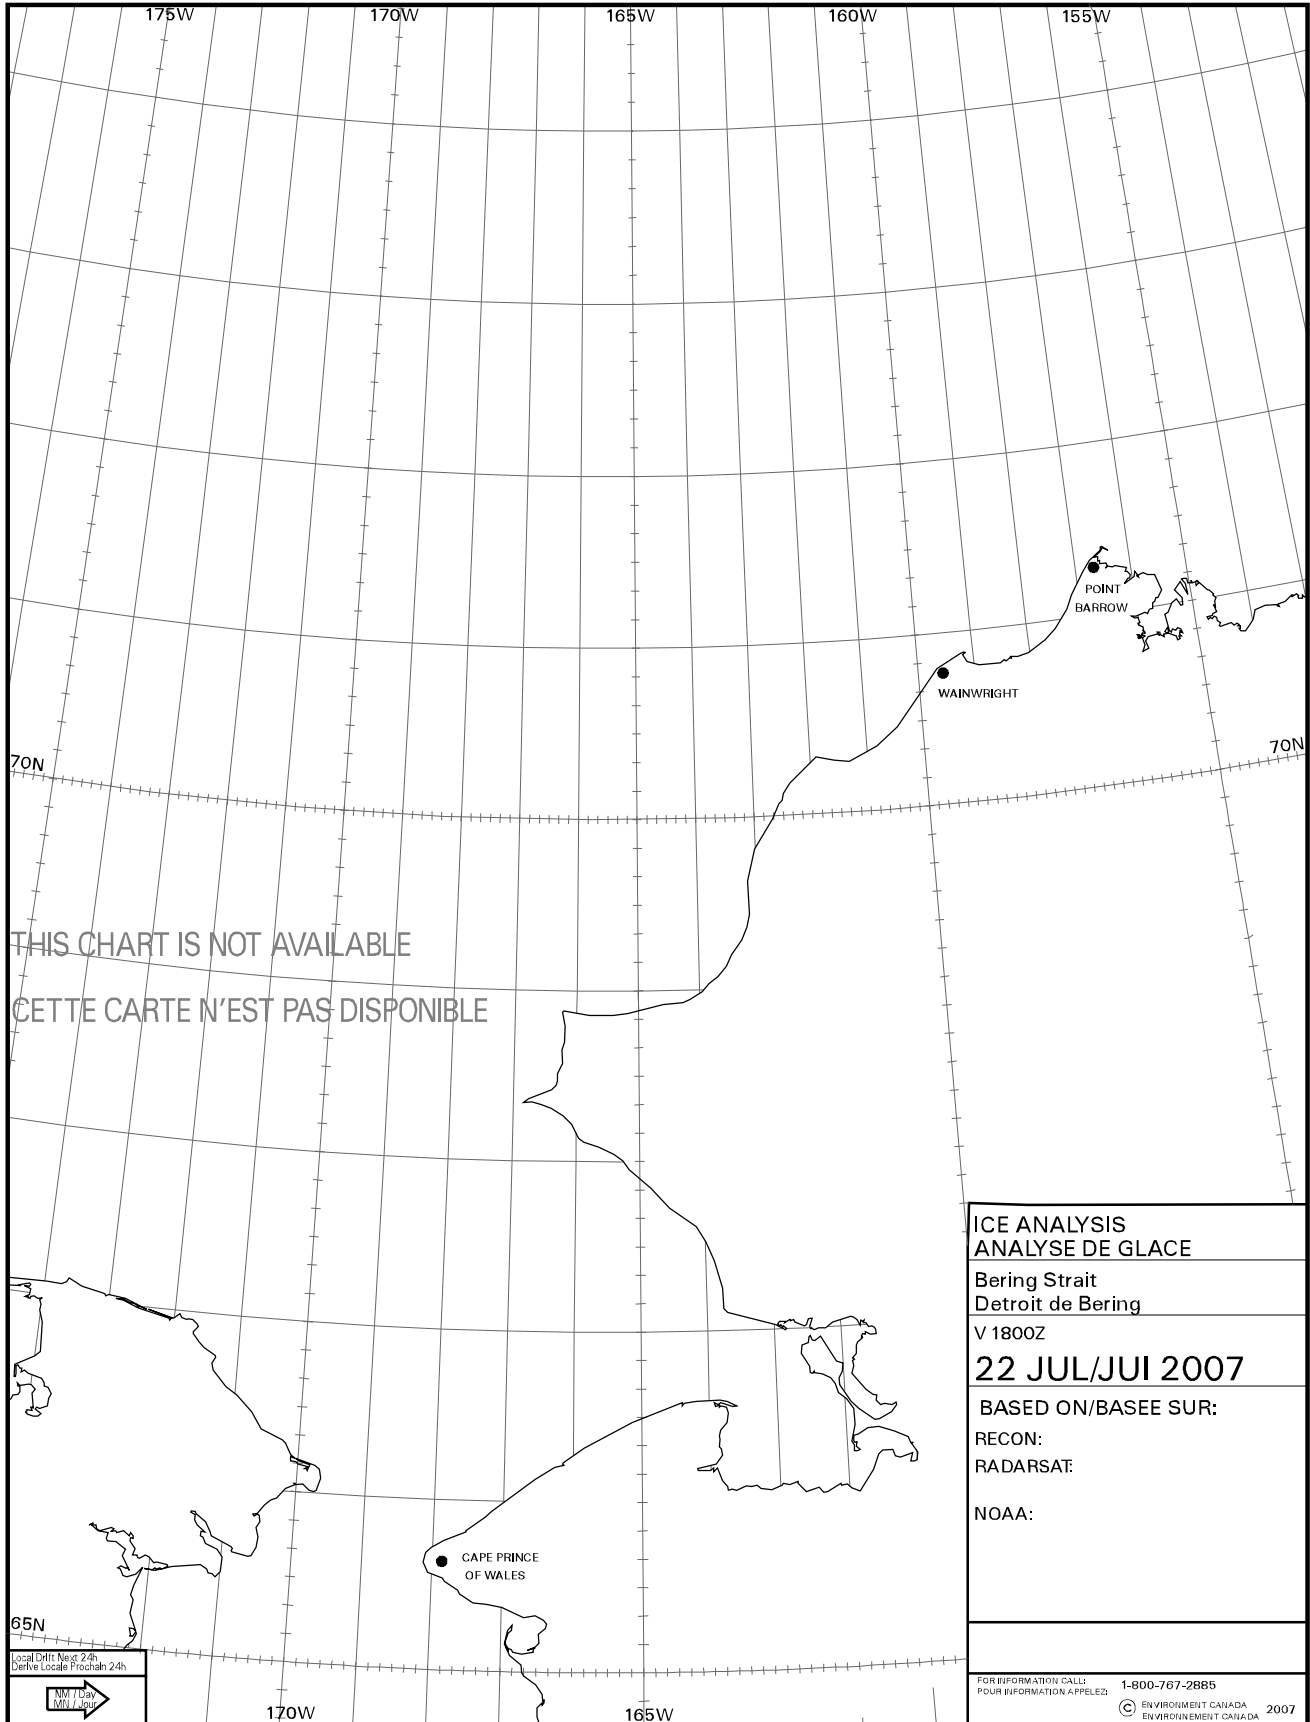 175W 170W 165W 160W 155W
POINT
BARROW
WAINWRIGHT
70N 70N
THIS CHART IS NOT AVAILABLE
CETTE CARTE N'EST PAS DISPONIBLE
ICE ANALYSIS
ANALYSE DE GLACE
Bering Strait
Detroit de Bering
V 1800Z
22 JUL/JUI 2007
BASED ON/BASEE SUR:
RECON:
RADARSAT:
NOAA:
CAPE PRINCE
OF WALES
65N
Local Drift Next 24h
Derive Locale Prochain 24h
NM / Day
MN / Jour
170W 165W
FOR INFORMATION CALL:
POUR INFORMATION APPELEZ:
1-800-767-2885
© ENVIRONMENT CANADA
ENVIRONNEMENT CANADA
2007